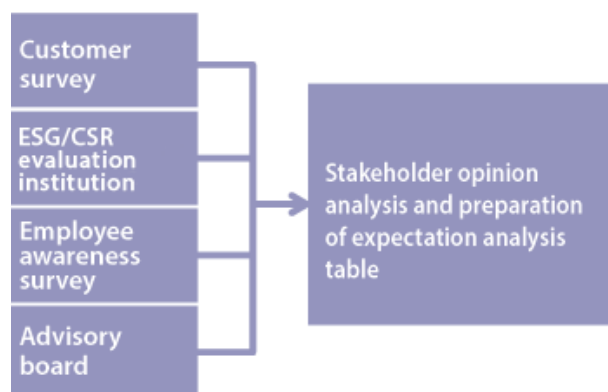 Customer
survey
ESG/CSR
evaluation
institution
Employee
awareness
survey
Advisory
board
Stakeholder opinion
analysis and preparation
of expectation analysis
table